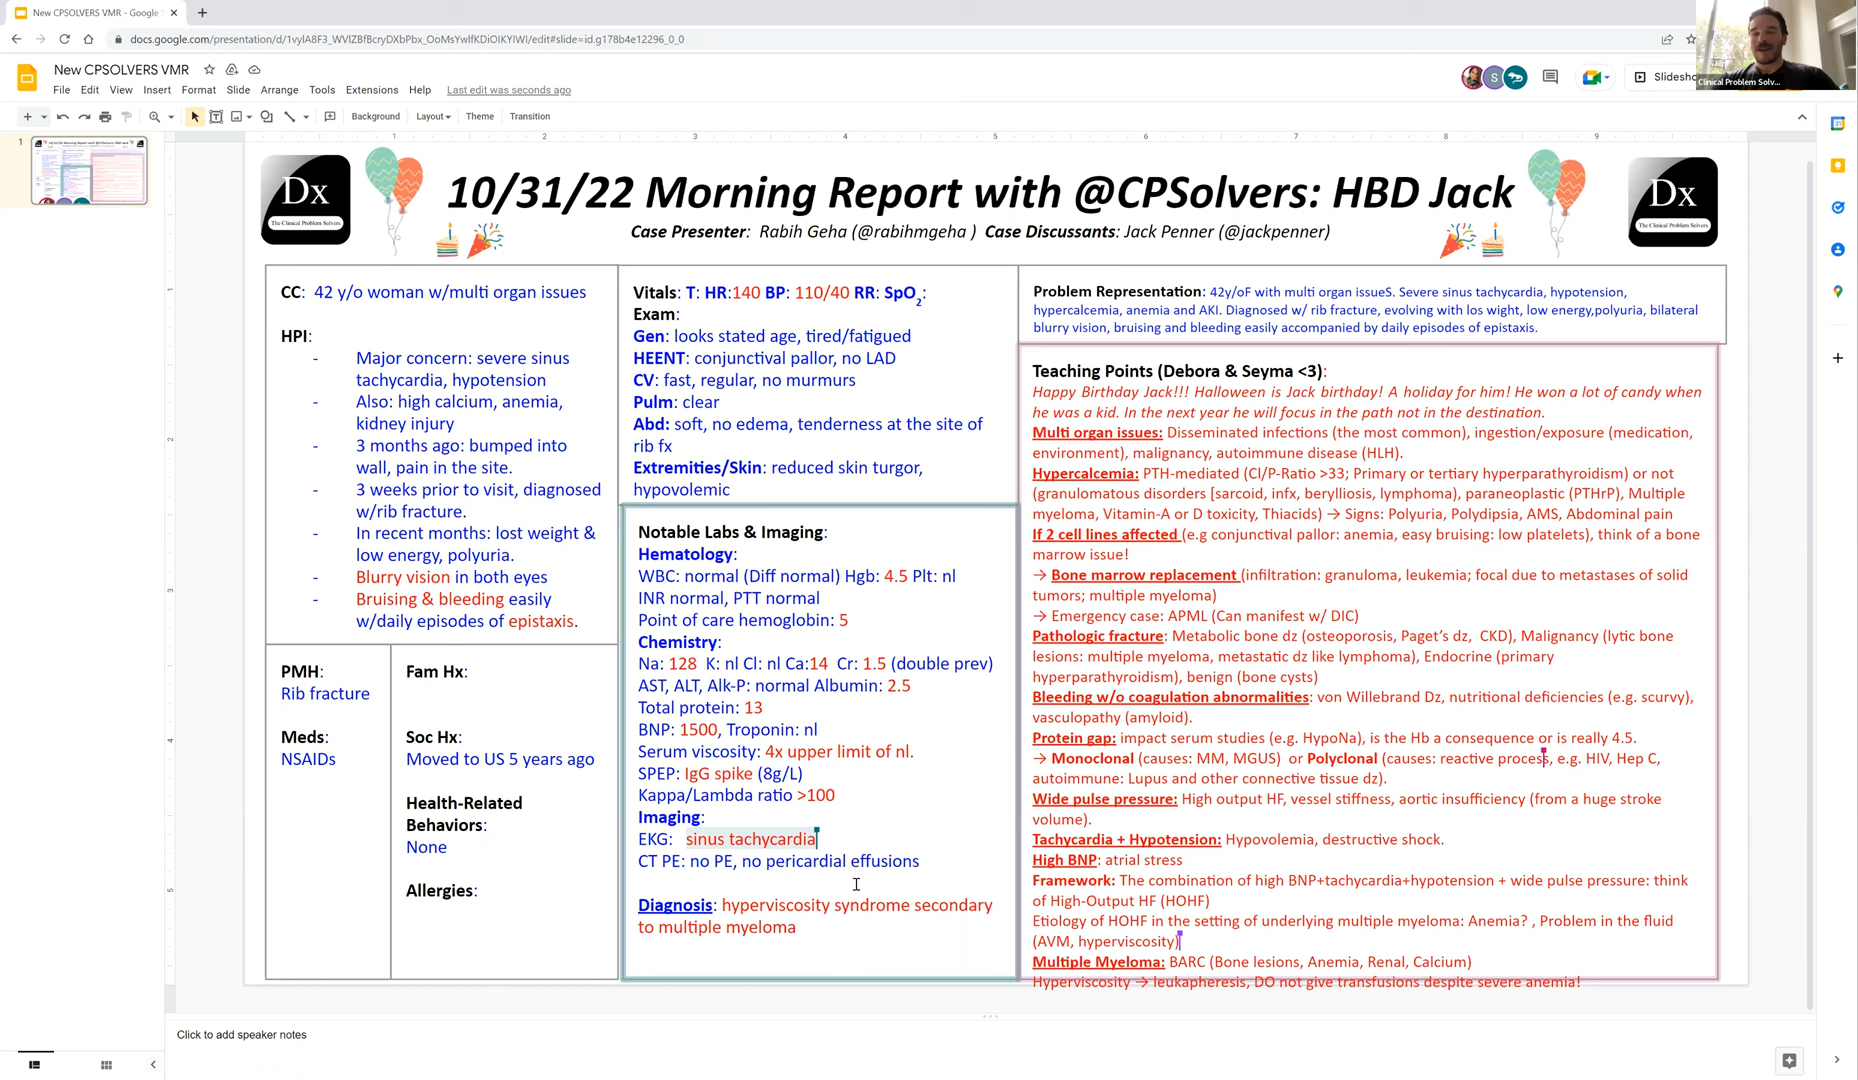 New CPSOLVERS VMR - Google S
docs.google.com/presentation/d/1vylA8F3_WVIZBfBcryDXbPbx_OoMsYwlfKDiOIKYIWI/edit#slide=id.g178b4e12296_0_0
New CPSOLVERS VMR
Slidesho
Clinical Problem Solv...
File Edit View Insert Format Slide Arrange Tools Extensions Help Last edit was seconds ago
Background Layout Theme Transition
1 2 3 4 5 6 7 8 9
1
Dx
The Clinical Problem Solvers
10/31/22 Morning Report with @CPSolvers: HBD Jack
Case Presenter: Rabih Geha (@rabihmgeha ) Case Discussants: Jack Penner (@jackpenner)
Dx
The Clinical Problem Solvers
CC: 42 y/o woman w/multi organ issues
HPI:
- Major concern: severe sinus
tachycardia, hypotension
- Also: high calcium, anemia,
kidney injury
- 3 months ago: bumped into
wall, pain in the site.
- 3 weeks prior to visit, diagnosed
w/rib fracture.
- In recent months: lost weight &
low energy, polyuria.
- Blurry vision in both eyes
- Bruising & bleeding easily
w/daily episodes of epistaxis.
PMH:
Rib fracture
Meds:
NSAIDs
Fam Hx:
Soc Hx:
Moved to US 5 years ago
Health-Related
Behaviors:
None
Allergies:
Vitals: T: HR:140 BP: 110/40 RR: SpO2:
Exam:
Gen: looks stated age, tired/fatigued
HEENT: conjunctival pallor, no LAD
CV: fast, regular, no murmurs
Pulm: clear
Abd: soft, no edema, tenderness at the site of
rib fx
Extremities/Skin: reduced skin turgor,
hypovolemic
Notable Labs & Imaging:
Hematology:
WBC: normal (Diff normal) Hgb: 4.5 Plt: nl
INR normal, PTT normal
Point of care hemoglobin: 5
Chemistry:
Na: 128 K: nl Cl: nl Ca:14 Cr: 1.5 (double prev)
AST, ALT, Alk-P: normal Albumin: 2.5
Total protein: 13
BNP: 1500, Troponin: nl
Serum viscosity: 4x upper limit of nl.
SPEP: IgG spike (8g/L)
Kappa/Lambda ratio >100
Imaging:
EKG: sinus tachycardia
CT PE: no PE, no pericardial effusions
Diagnosis: hyperviscosity syndrome secondary
to multiple myeloma
Problem Representation: 42y/oF with multi organ issueS. Severe sinus tachycardia, hypotension,
hypercalcemia, anemia and AKI. Diagnosed w/ rib fracture, evolving with los wight, low energy,polyuria, bilateral
blurry vision, bruising and bleeding easily accompanied by daily episodes of epistaxis.
Teaching Points (Debora & Seyma <3):
Happy Birthday Jack!!! Halloween is Jack birthday! A holiday for him! He won a lot of candy when
he was a kid. In the next year he will focus in the path not in the destination.
Multi organ issues: Disseminated infections (the most common), ingestion/exposure (medication,
environment), malignancy, autoimmune disease (HLH).
Hypercalcemia: PTH-mediated (Cl/P-Ratio >33; Primary or tertiary hyperparathyroidism) or not
(granulomatous disorders [sarcoid, infx, berylliosis, lymphoma), paraneoplastic (PTHrP), Multiple
myeloma, Vitamin-A or D toxicity, Thiacids) → Signs: Polyuria, Polydipsia, AMS, Abdominal pain
If 2 cell lines affected (e.g conjunctival pallor: anemia, easy bruising: low platelets), think of a bone
marrow issue!
→ Bone marrow replacement (infiltration: granuloma, leukemia; focal due to metastases of solid
tumors; multiple myeloma)
→ Emergency case: APML (Can manifest w/ DIC)
Pathologic fracture: Metabolic bone dz (osteoporosis, Paget's dz, CKD), Malignancy (lytic bone
lesions: multiple myeloma, metastatic dz like lymphoma), Endocrine (primary
hyperparathyroidism), benign (bone cysts)
Bleeding w/o coagulation abnormalities: von Willebrand Dz, nutritional deficiencies (e.g. scurvy),
vasculopathy (amyloid).
Protein gap: impact serum studies (e.g. HypoNa), is the Hb a consequence or is really 4.5.
→ Monoclonal (causes: MM, MGUS) or Polyclonal (causes: reactive process, e.g. HIV, Hep C,
autoimmune: Lupus and other connective tissue dz).
Wide pulse pressure: High output HF, vessel stiffness, aortic insufficiency (from a huge stroke
volume).
Tachycardia + Hypotension: Hypovolemia, destructive shock.
High BNP: atrial stress
Framework: The combination of high BNP+tachycardia+hypotension + wide pulse pressure: think
of High-Output HF (HOHF)
Etiology of HOHF in the setting of underlying multiple myeloma: Anemia? , Problem in the fluid
(AVM, hyperviscosity)
Multiple Myeloma: BARC (Bone lesions, Anemia, Renal, Calcium)
Hyperviscosity → leukapheresis, DO not give transfusions despite severe anemia!
Click to add speaker notes